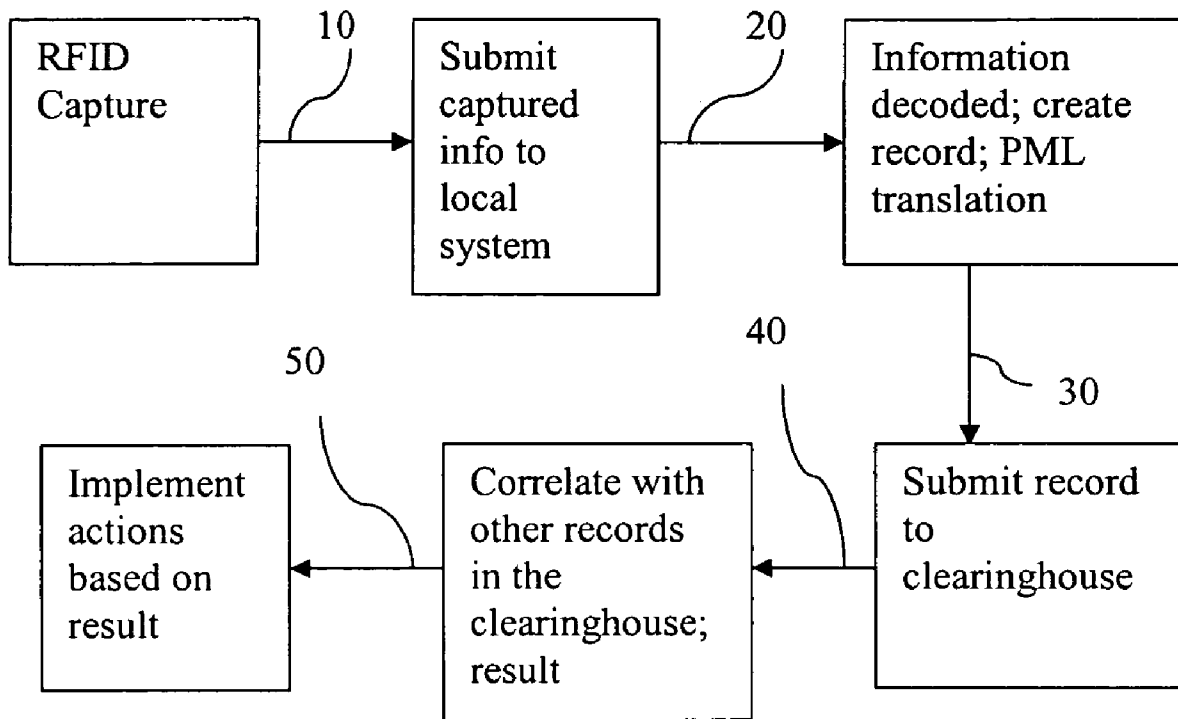 10
20
RFID
Capture
Submit
captured
info to
local
system
Information
decoded; create
record; PML
translation
30
40
50
Submit record
to
clearinghouse
Correlate with
other records
in the
clearinghouse;
result
Implement
actions
based on
result